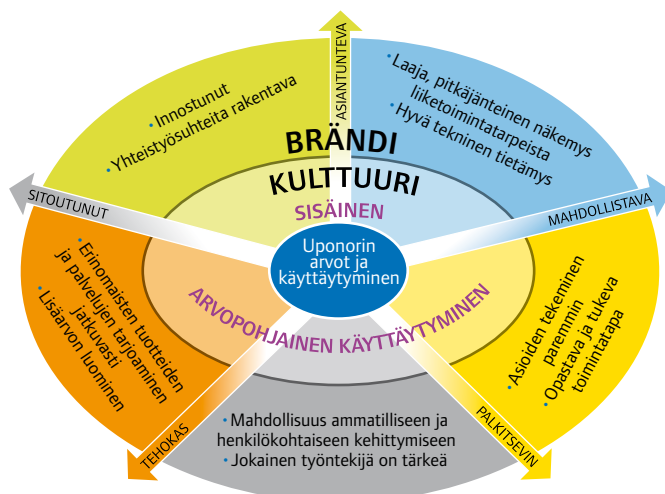 ASIANTUNTEVA
• Innostunut
• Yhteistyösuhteita rakentava
• Laaja, pitkäjänteinen näkemys
liiketoimintatarpeista
• Hyvä tekninen tietämys
BRÄNDI
KULTTUURI
SISÄINEN
SITOUTUNUT
MAHDOLLISTAVA
Uponorin
arvot ja
käyttäytyminen
ARVOPOHJAINEN KÄYTTÄYTYMINEN
• Erinomaisten tuotteiden
ja palvelujen tarjoaminen
jatkuvasti
• Lisäarvon luominen
• Asioiden tekeminen
paremmin
• Opastava ja tukeva
toimintatapa
TEHOKAS
PALKITSEVIN
• Mahdollisuus ammatilliseen ja
henkilökohtaiseen kehittymiseen
• Jokainen työntekijä on tärkeä